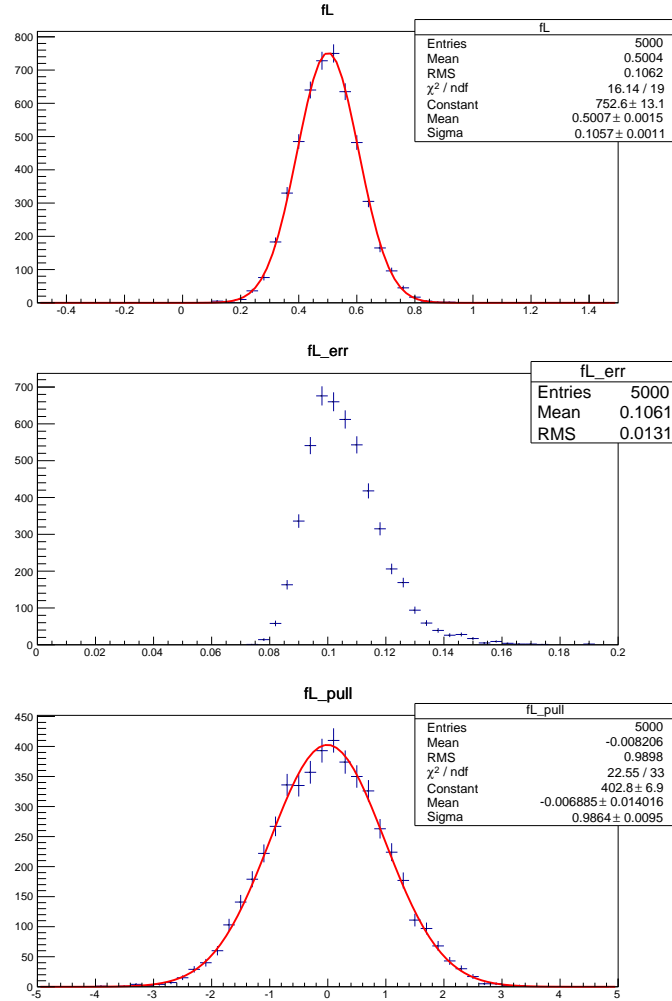 fL
fL
Entries 5000
Mean 0.5004
RMS 0.1062
χ² / ndf 16.14 / 19
Constant 752.6 ± 13.1
Mean 0.5007 ± 0.0015
Sigma 0.1057 ± 0.0011
800
700
600
500
400
300
200
100
0
-0.4 -0.2 0 0.2 0.4 0.6 0.8 1 1.2 1.4
fL_err
fL_err
Entries 5000
Mean 0.1061
RMS 0.0131
700
600
500
400
300
200
100
0
0 0.02 0.04 0.06 0.08 0.1 0.12 0.14 0.16 0.18 0.2
fL_pull
fL_pull
Entries 5000
Mean -0.008206
RMS 0.9898
χ² / ndf 22.55 / 33
Constant 402.8 ± 6.9
Mean -0.006885 ± 0.014016
Sigma 0.9864 ± 0.0095
450
400
350
300
250
200
150
100
50
0
-5 -4 -3 -2 -1 0 1 2 3 4 5